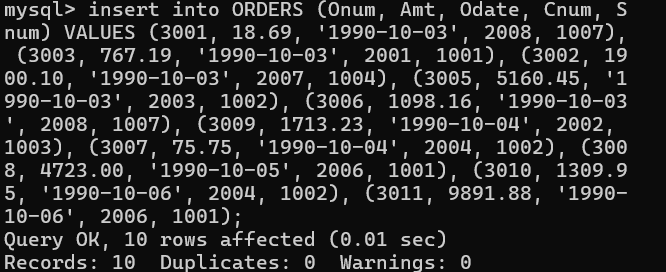 mysql> insert into ORDERS (Onum, Amt, Odate, Cnum, S
num) VALUES (3001, 18.69, '1990-10-03', 2008, 1007),
 (3003, 767.19, '1990-10-03', 2001, 1001), (3002, 19
00.10, '1990-10-03', 2007, 1004), (3005, 5160.45, '1
990-10-03', 2003, 1002), (3006, 1098.16, '1990-10-03
', 2008, 1007), (3009, 1713.23, '1990-10-04', 2002,
1003), (3007, 75.75, '1990-10-04', 2004, 1002), (300
8, 4723.00, '1990-10-05', 2006, 1001), (3010, 1309.9
5, '1990-10-06', 2004, 1002), (3011, 9891.88, '1990-
10-06', 2006, 1001);
Query OK, 10 rows affected (0.01 sec)
Records: 10  Duplicates: 0  Warnings: 0